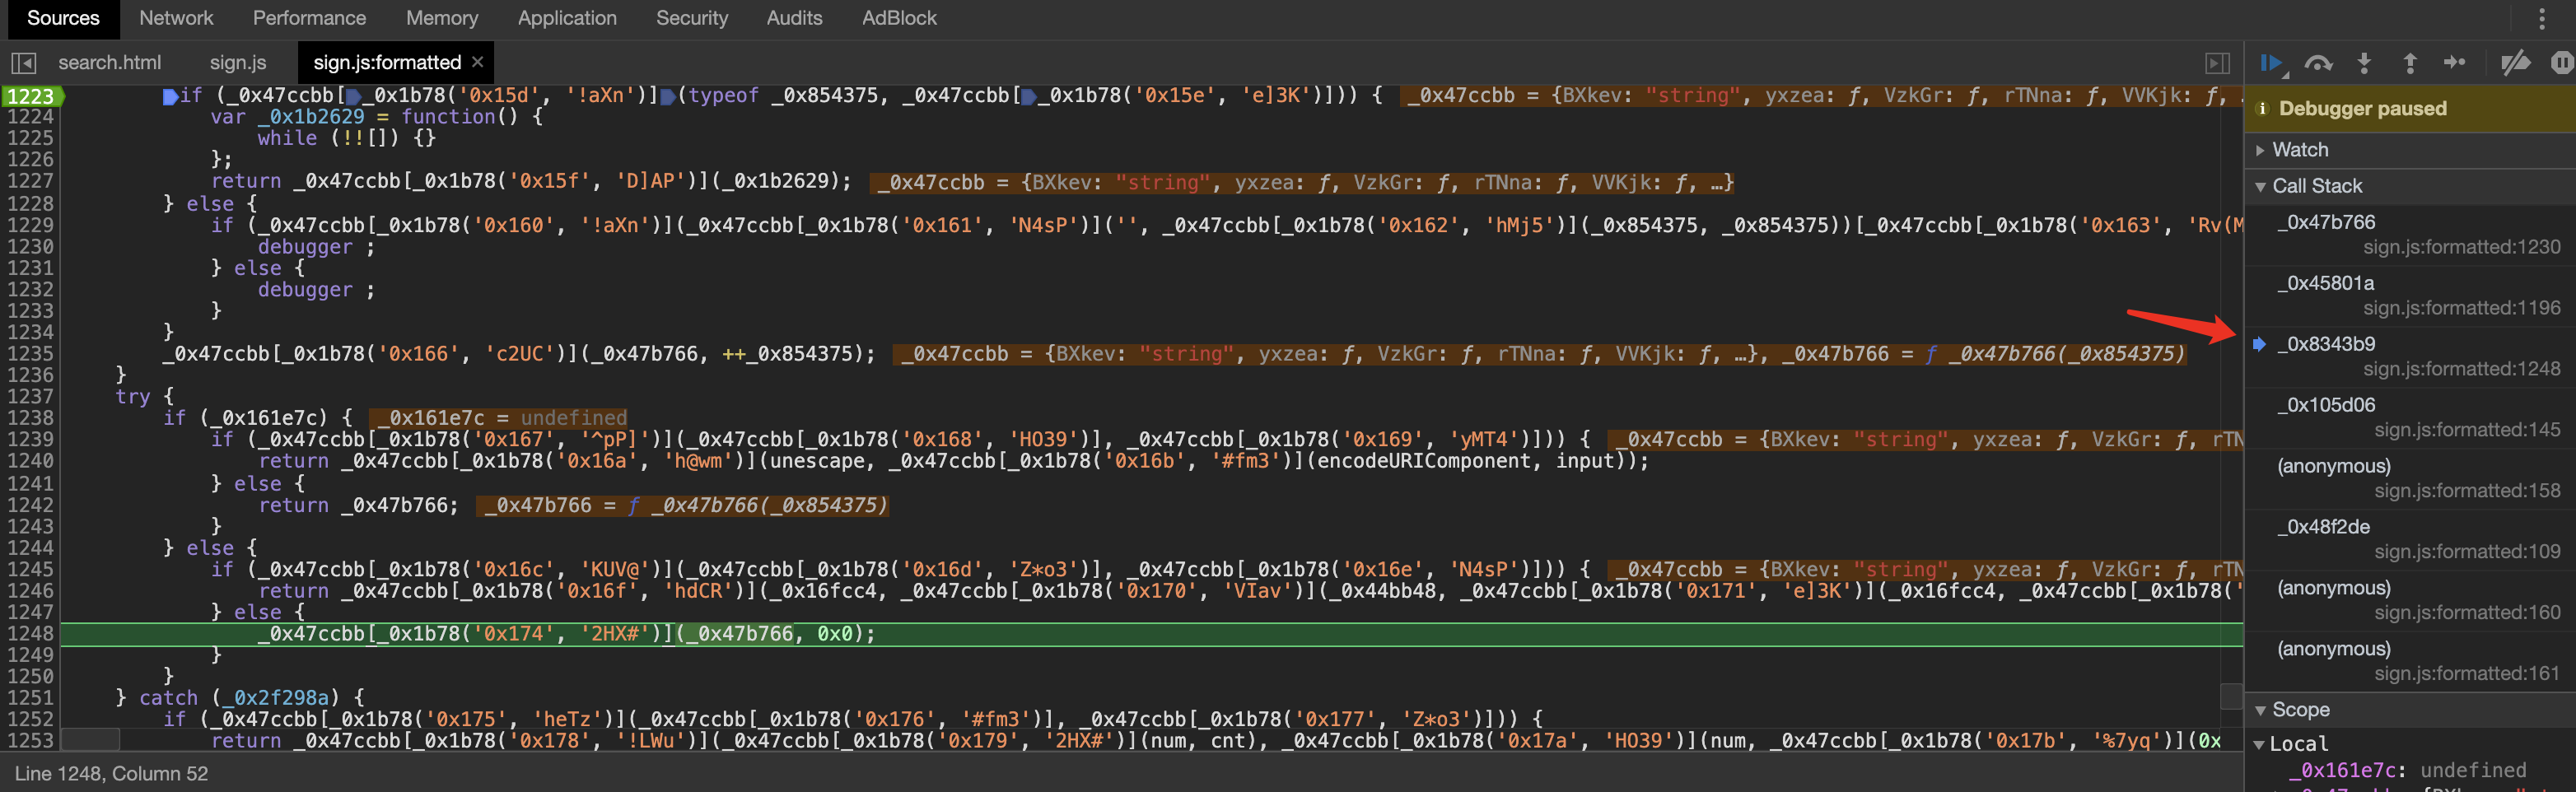 Sources Network Performance Memory Application Security Audits AdBlock
search.html sign.js sign.js:formatted ×
1223 if (_0x47ccbb[_0x1b78('0x15d', '!aXn')](typeof _0x854375, _0x47ccbb[_0x1b78('0x15e', 'e]3K')])) { _0x47ccbb = {BXkev: "string", yxzea: ƒ, VzkGr: ƒ, rTNna: ƒ, VVKjk: ƒ,
1224 var _0x1b2629 = function() {
1225 while (!![]) {}
1226 };
1227 return _0x47ccbb[_0x1b78('0x15f', 'D]AP')](_0x1b2629); _0x47ccbb = {BXkev: "string", yxzea: ƒ, VzkGr: ƒ, rTNna: ƒ, VVKjk: ƒ, …}
1228 } else {
1229 if (_0x47ccbb[_0x1b78('0x160', '!aXn')](_0x47ccbb[_0x1b78('0x161', 'N4sP')]('', _0x47ccbb[_0x1b78('0x162', 'hMj5')](_0x854375, _0x854375))[_0x47ccbb[_0x1b78('0x163', 'Rv(M
1230 debugger ;
1231 } else {
1232 debugger ;
1233 }
1234 }
1235 _0x47ccbb[_0x1b78('0x166', 'c2UC')](_0x47b766, ++_0x854375); _0x47ccbb = {BXkev: "string", yxzea: ƒ, VzkGr: ƒ, rTNna: ƒ, VVKjk: ƒ, …}, _0x47b766 = ƒ _0x47b766(_0x854375)
1236 }
1237 try {
1238 if (_0x161e7c) { _0x161e7c = undefined
1239 if (_0x47ccbb[_0x1b78('0x167', '^pP]')](_0x47ccbb[_0x1b78('0x168', 'HO39')], _0x47ccbb[_0x1b78('0x169', 'yMT4')])) { _0x47ccbb = {BXkev: "string", yxzea: ƒ, VzkGr: ƒ, rTN
1240 return _0x47ccbb[_0x1b78('0x16a', 'h@wm')](unescape, _0x47ccbb[_0x1b78('0x16b', '#fm3')](encodeURIComponent, input));
1241 } else {
1242 return _0x47b766; _0x47b766 = ƒ _0x47b766(_0x854375)
1243 }
1244 } else {
1245 if (_0x47ccbb[_0x1b78('0x16c', 'KUV@')](_0x47ccbb[_0x1b78('0x16d', 'Z*o3')], _0x47ccbb[_0x1b78('0x16e', 'N4sP')])) { _0x47ccbb = {BXkev: "string", yxzea: ƒ, VzkGr: ƒ, rTN
1246 return _0x47ccbb[_0x1b78('0x16f', 'hdCR')](_0x16fcc4, _0x47ccbb[_0x1b78('0x170', 'VIav')](_0x44bb48, _0x47ccbb[_0x1b78('0x171', 'e]3K')](_0x16fcc4, _0x47ccbb[_0x1b78('
1247 } else {
1248 _0x47ccbb[_0x1b78('0x174', '2HX#')](_0x47b766, 0x0);
1249 }
1250 }
1251 } catch (_0x2f298a) {
1252 if (_0x47ccbb[_0x1b78('0x175', 'heTz')](_0x47ccbb[_0x1b78('0x176', '#fm3')], _0x47ccbb[_0x1b78('0x177', 'Z*o3')])) {
1253 return _0x47ccbb[_0x1b78('0x178', '!LWu')](_0x47ccbb[_0x1b78('0x179', '2HX#')](num, cnt), _0x47ccbb[_0x1b78('0x17a', 'HO39')](num, _0x47ccbb[_0x1b78('0x17b', '%7yq')](0x
Line 1248, Column 52
Debugger paused
Watch
Call Stack
_0x47b766
sign.js:formatted:1230
_0x45801a
sign.js:formatted:1196
_0x8343b9
sign.js:formatted:1248
_0x105d06
sign.js:formatted:145
(anonymous)
sign.js:formatted:158
_0x48f2de
sign.js:formatted:109
(anonymous)
sign.js:formatted:160
(anonymous)
sign.js:formatted:161
Scope
Local
_0x161e7c: undefined